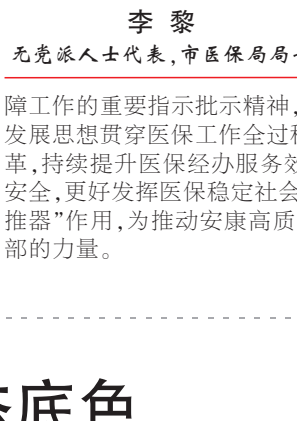 李 黎
无党派人士代表,市医保局局
障工作的重要指示批示精神,
发展思想贯穿医保工作全过
革,持续提升医保经办服务
安全,更好发挥医保稳定社会
推器”作用,为推动安康高质
部的力量。
底色